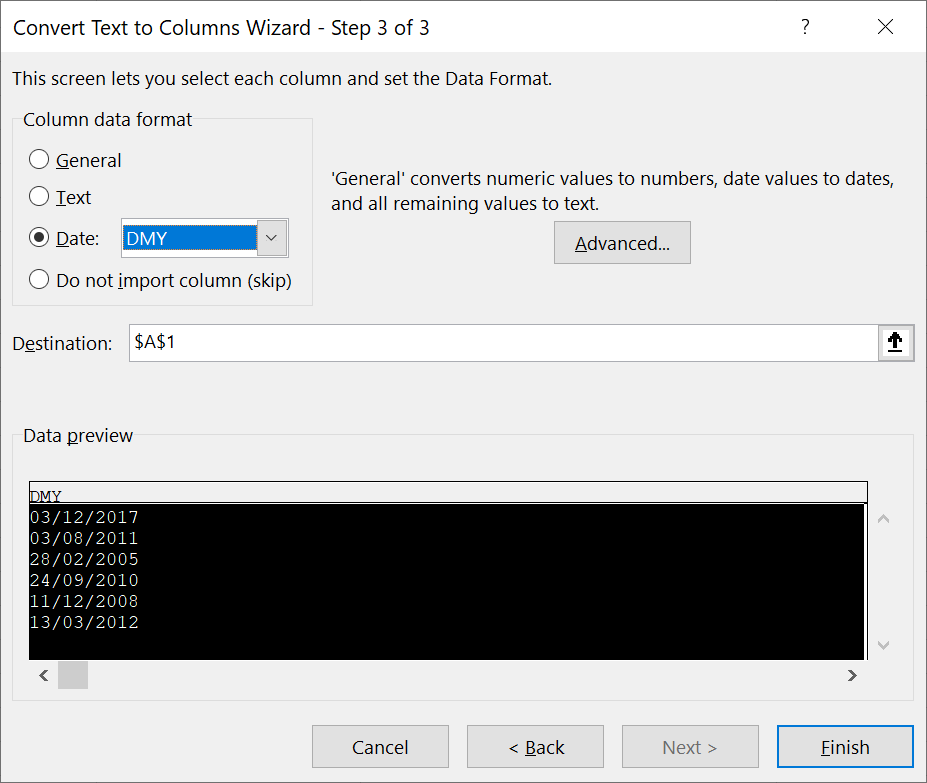 Convert Text to Columns Wizard - Step 3 of 3 ?
This screen lets you select each column and set the Data Format.
Column data format
General
Text
Date: DMY
Do not import column (skip)
'General' converts numeric values to numbers, date values to dates,
and all remaining values to text.
Advanced...
Destination: $A$1
Data preview
DMY
03/12/2017
03/08/2011
28/02/2005
24/09/2010
11/12/2008
13/03/2012
Cancel < Back Next > Finish